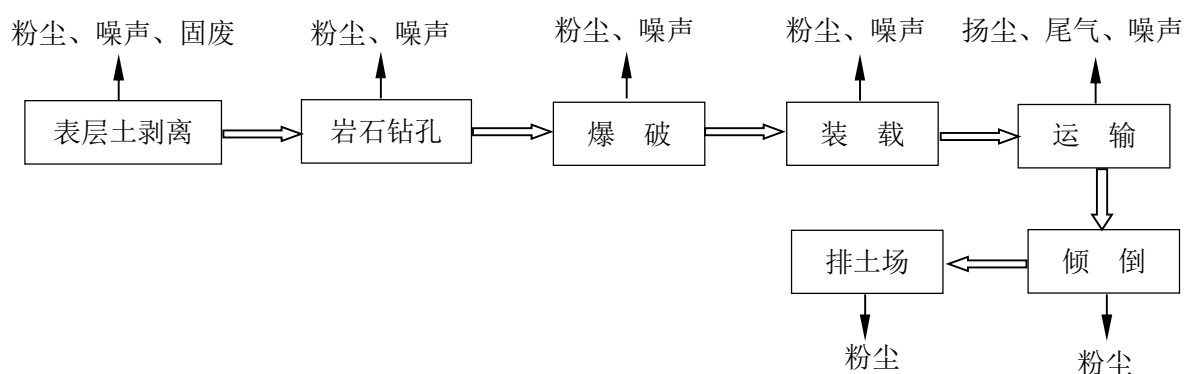 粉尘、噪声、固废
粉尘、噪声
粉尘、噪声
粉尘、噪声
扬尘、尾气、噪声
表层土剥离
岩石钻孔
爆　破
装　载
运　输
排土场
倾　倒
粉尘
粉尘